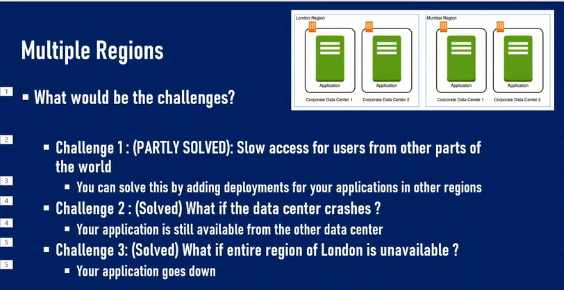 London Region
Mumbai Region
Application
Application
Application
Application
Corporate Data Center 1
Corporate Data Center 2
Corporate Data Center 1
Corporate Data Center 2
Multiple Regions
1
What would be the challenges?
2
Challenge 1 : (PARTLY SOLVED): Slow access for users from other parts of
the world
3
You can solve this by adding deployments for your applications in other regions
4
Challenge 2 : (Solved) What if the data center crashes ?
4
Your application is still available from the other data center
5
Challenge 3: (Solved) What if entire region of London is unavailable ?
5
Your application goes down